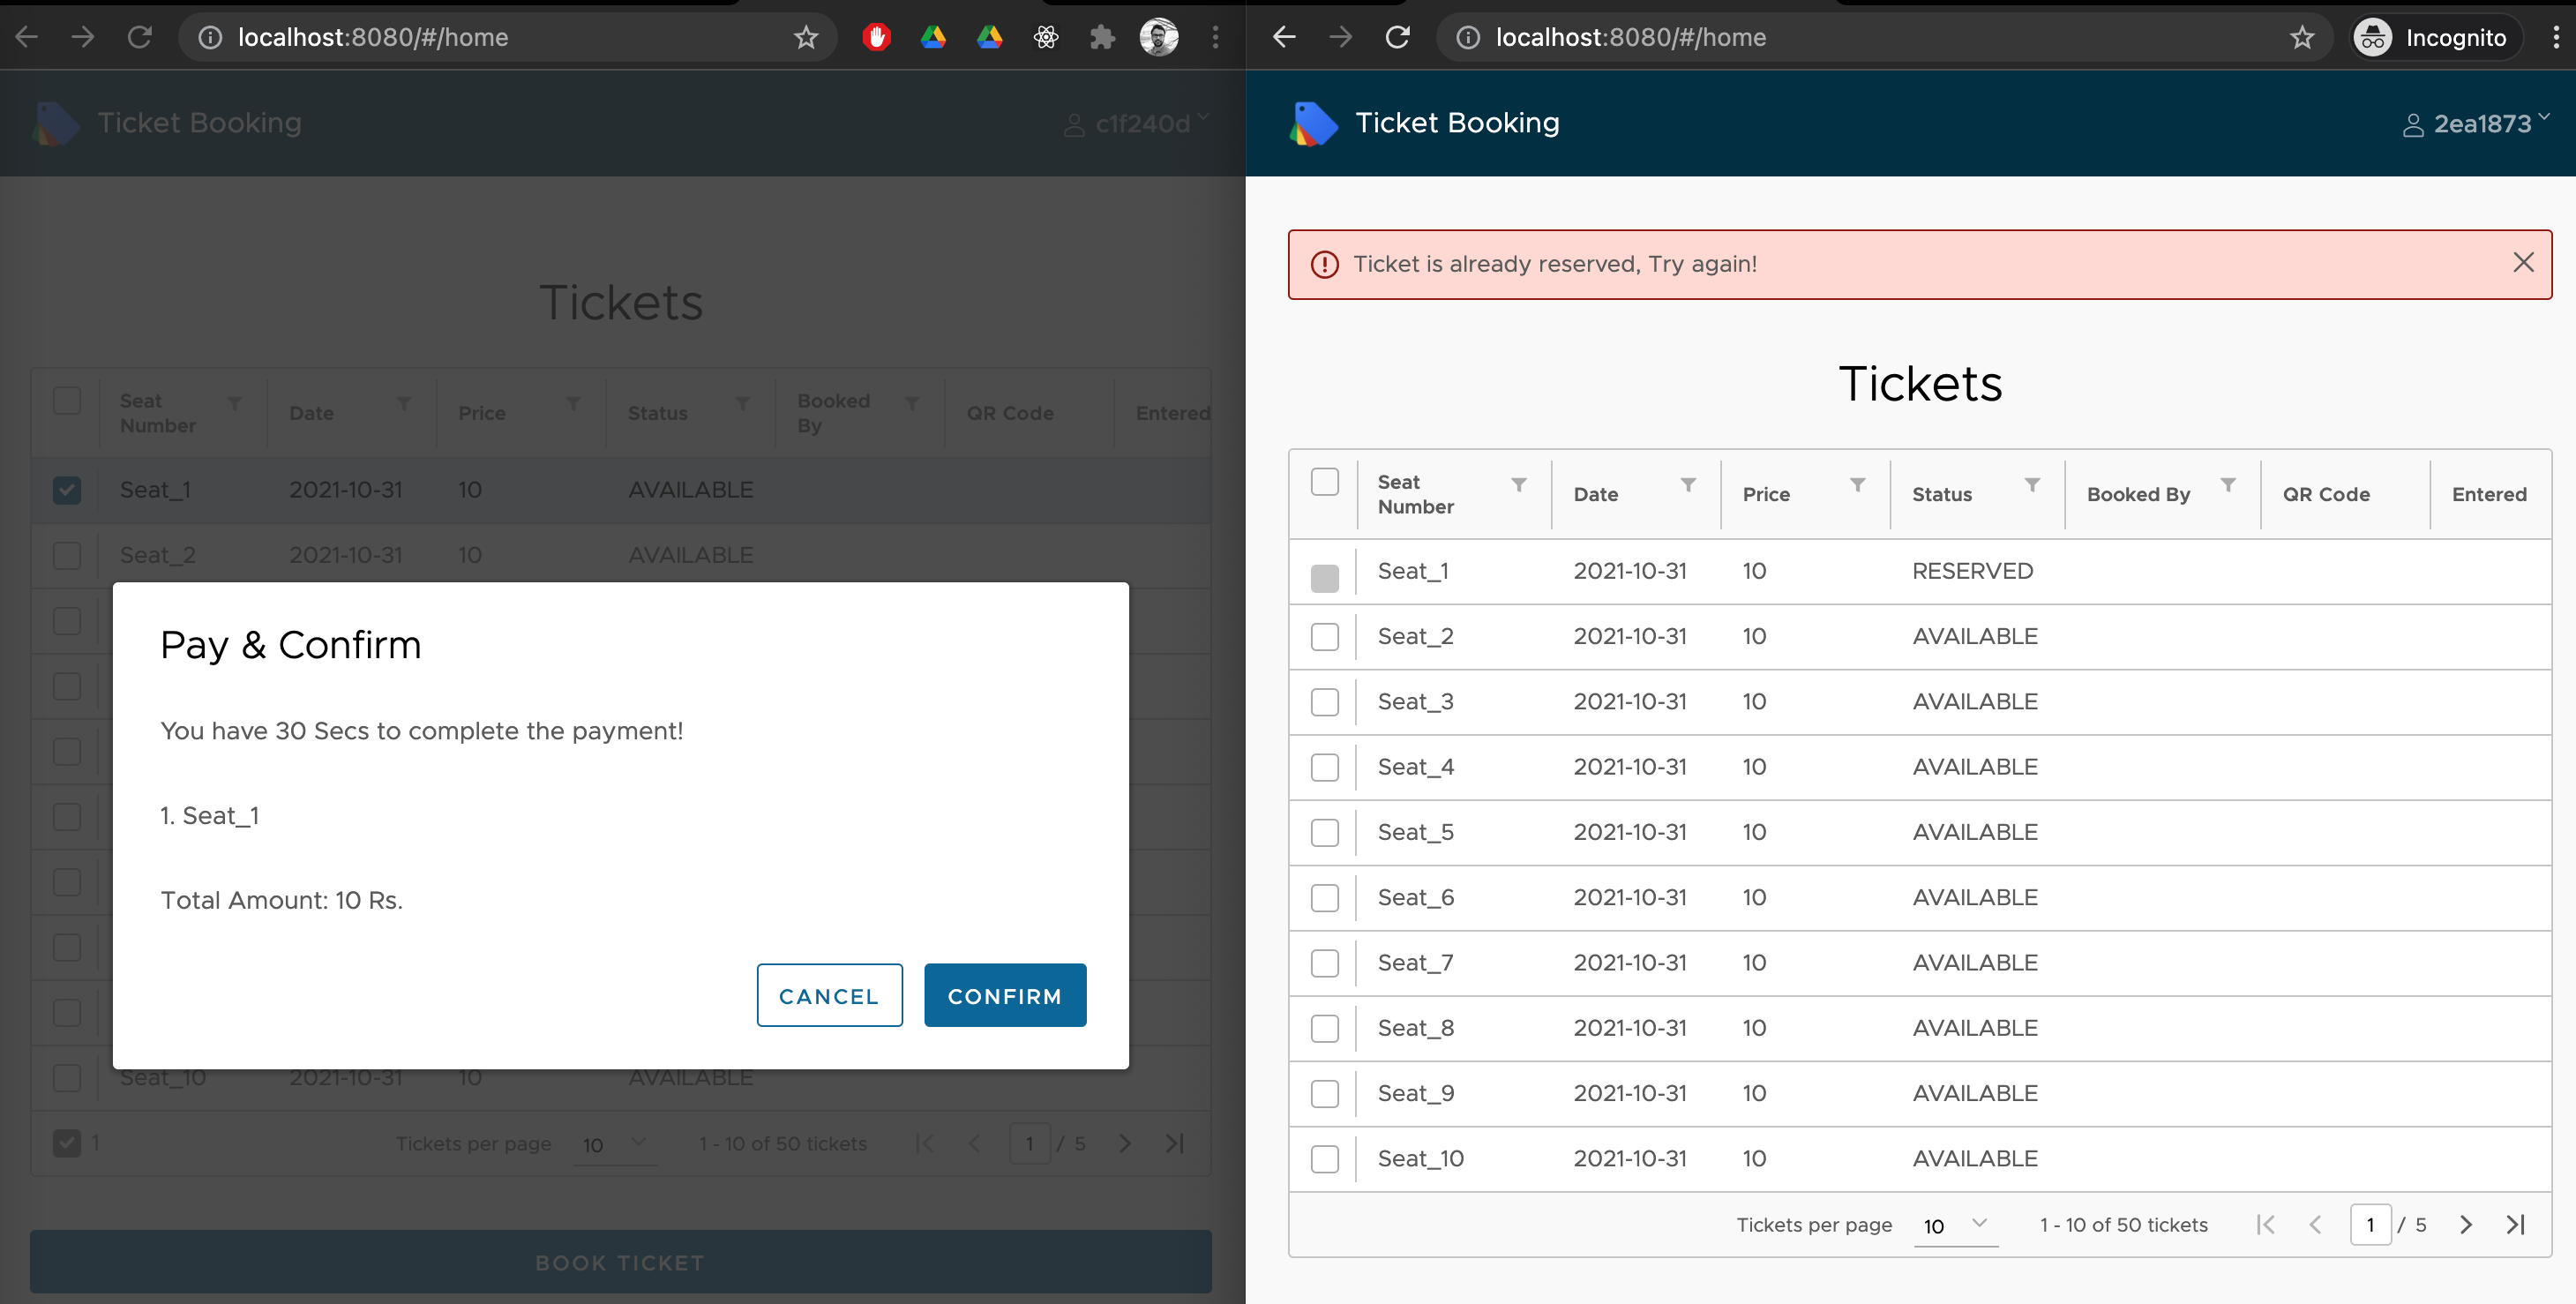 localhost:8080/#/home
Ticket Booking
c1f240d
Tickets
Seat Number Date Price Status Booked By QR Code Entered
Seat_1 2021-10-31 10 AVAILABLE
Seat_2 2021-10-31 10 AVAILABLE
Pay & Confirm
You have 30 Secs to complete the payment!
1. Seat_1
Total Amount: 10 Rs.
CANCEL CONFIRM
Seat_10 2021-10-31 10 AVAILABLE
1 Tickets per page 10 1 - 10 of 50 tickets 1 / 5
BOOK TICKET
localhost:8080/#/home Incognito
Ticket Booking
2ea1873
Ticket is already reserved, Try again!
Tickets
Seat Number Date Price Status Booked By QR Code Entered
Seat_1 2021-10-31 10 RESERVED
Seat_2 2021-10-31 10 AVAILABLE
Seat_3 2021-10-31 10 AVAILABLE
Seat_4 2021-10-31 10 AVAILABLE
Seat_5 2021-10-31 10 AVAILABLE
Seat_6 2021-10-31 10 AVAILABLE
Seat_7 2021-10-31 10 AVAILABLE
Seat_8 2021-10-31 10 AVAILABLE
Seat_9 2021-10-31 10 AVAILABLE
Seat_10 2021-10-31 10 AVAILABLE
Tickets per page 10 1 - 10 of 50 tickets 1 / 5